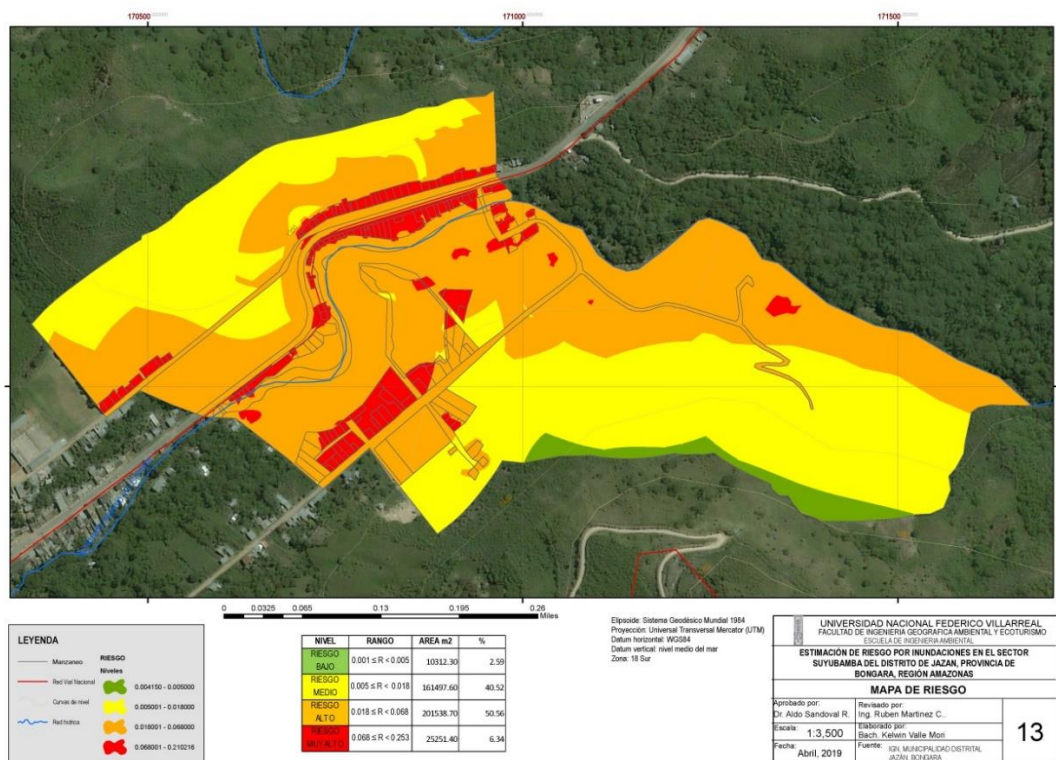 170500
171000
171500
0
0.0325
0.065
0.13
0.195
0.26
Miles
LEYENDA
Manzaneo
Red Vial Nacional
Curvas de nivel
Red hídrica
RIESGO
Niveles
0.004150 - 0.005000
0.005001 - 0.018000
0.018001 - 0.068000
0.068001 - 0.210216
NIVEL RANGO AREA m2 %
RIESGO BAJO 0.001 ≤ R < 0.005 10312.30 2.59
RIESGO MEDIO 0.005 ≤ R < 0.018 161497.60 40.52
RIESGO ALTO 0.018 ≤ R < 0.068 201538.70 50.56
RIESGO MUY ALTO 0.068 ≤ R < 0.253 25251.40 6.34
Elipsoide: Sistema Geodésico Mundial 1984
Proyección: Universal Transversal Mercator (UTM)
Datum horizontal: WGS84
Datum vertical: nivel medio del mar
Zona: 18 Sur
UNIVERSIDAD NACIONAL FEDERICO VILLARREAL
FACULTAD DE INGENIERIA GEOGRAFICA AMBIENTAL Y ECOTURISMO
ESCUELA DE INGENIERIA AMBIENTAL
ESTIMACIÓN DE RIESGO POR INUNDACIONES EN EL SECTOR
SUYUBAMBA DEL DISTRITO DE JAZAN, PROVINCIA DE
BONGARA, REGIÓN AMAZONAS
MAPA DE RIESGO
Aprobado por:
Dr. Aldo Sandoval R.
Revisado por:
Ing. Ruben Martinez C..
Escala: 1:3,500
Elaborado por:
Bach. Kelwin Valle Mori
Fecha: Abril, 2019
Fuente: IGN, MUNICIPALIDAD DISTRITAL
JAZÁN, BONGARA
13